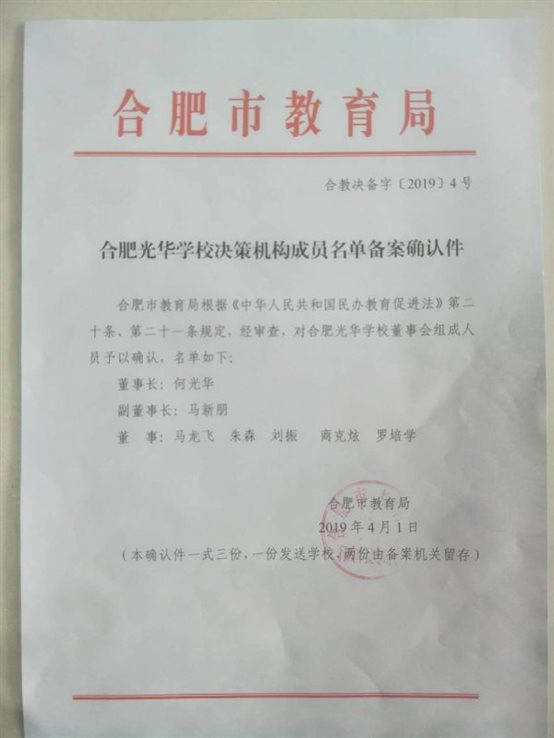 合肥市教育局
合教决备字〔2019〕4号
合肥光华学校决策机构成员名单备案确认件
合肥市教育局根据《中华人民共和国民办教育促进法》第二
十条、第二十一条规定，经审查，对合肥光华学校董事会组成人
员予以确认，名单如下：
董事长：何光华
副董事长：马新朋
董 事：马龙飞 朱森 刘振 商克炫 罗培学
合肥市教育局
2019年4月1日
（本确认件一式三份，一份发送学校，两份由备案机关留存）